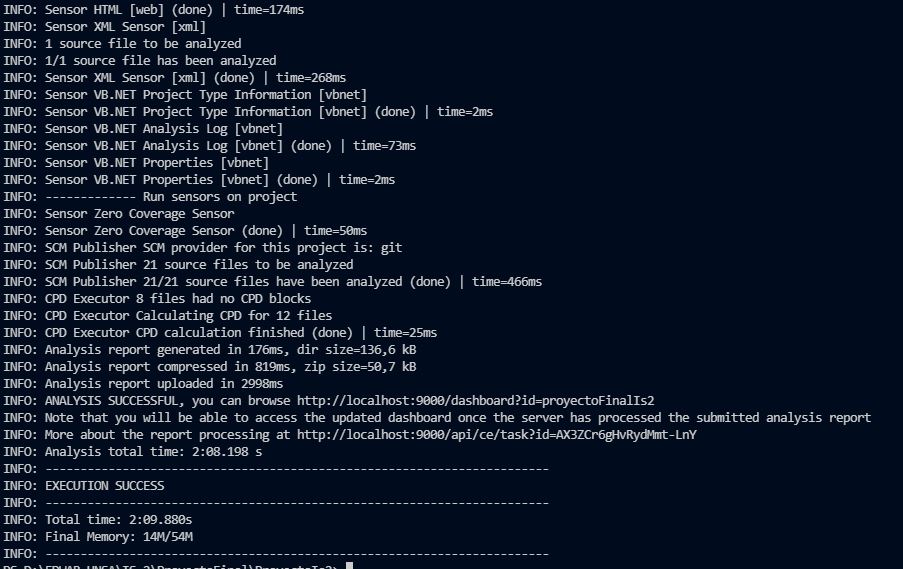 INFO: Sensor HTML [web] (done) | time=174ms
INFO: Sensor XML Sensor [xml]
INFO: 1 source file to be analyzed
INFO: 1/1 source file has been analyzed
INFO: Sensor XML Sensor [xml] (done) | time=268ms
INFO: Sensor VB.NET Project Type Information [vbnet]
INFO: Sensor VB.NET Project Type Information [vbnet] (done) | time=2ms
INFO: Sensor VB.NET Analysis Log [vbnet]
INFO: Sensor VB.NET Analysis Log [vbnet] (done) | time=73ms
INFO: Sensor VB.NET Properties [vbnet]
INFO: Sensor VB.NET Properties [vbnet] (done) | time=2ms
INFO: ------------- Run sensors on project
INFO: Sensor Zero Coverage Sensor
INFO: Sensor Zero Coverage Sensor (done) | time=50ms
INFO: SCM Publisher SCM provider for this project is: git
INFO: SCM Publisher 21 source files to be analyzed
INFO: SCM Publisher 21/21 source files have been analyzed (done) | time=466ms
INFO: CPD Executor 8 files had no CPD blocks
INFO: CPD Executor Calculating CPD for 12 files
INFO: CPD Executor CPD calculation finished (done) | time=25ms
INFO: Analysis report generated in 176ms, dir size=136,6 kB
INFO: Analysis report compressed in 819ms, zip size=50,7 kB
INFO: Analysis report uploaded in 2998ms
INFO: ANALYSIS SUCCESSFUL, you can browse http://localhost:9000/dashboard?id=proyectoFinalIs2
INFO: Note that you will be able to access the updated dashboard once the server has processed the submitted analysis report
INFO: More about the report processing at http://localhost:9000/api/ce/task?id=AX3ZCr6gHvRydMmt-LnY
INFO: Analysis total time: 2:08.198 s
INFO: ------------------------------------------------------------------------
INFO: EXECUTION SUCCESS
INFO: ------------------------------------------------------------------------
INFO: Total time: 2:09.880s
INFO: Final Memory: 14M/54M
INFO: ------------------------------------------------------------------------